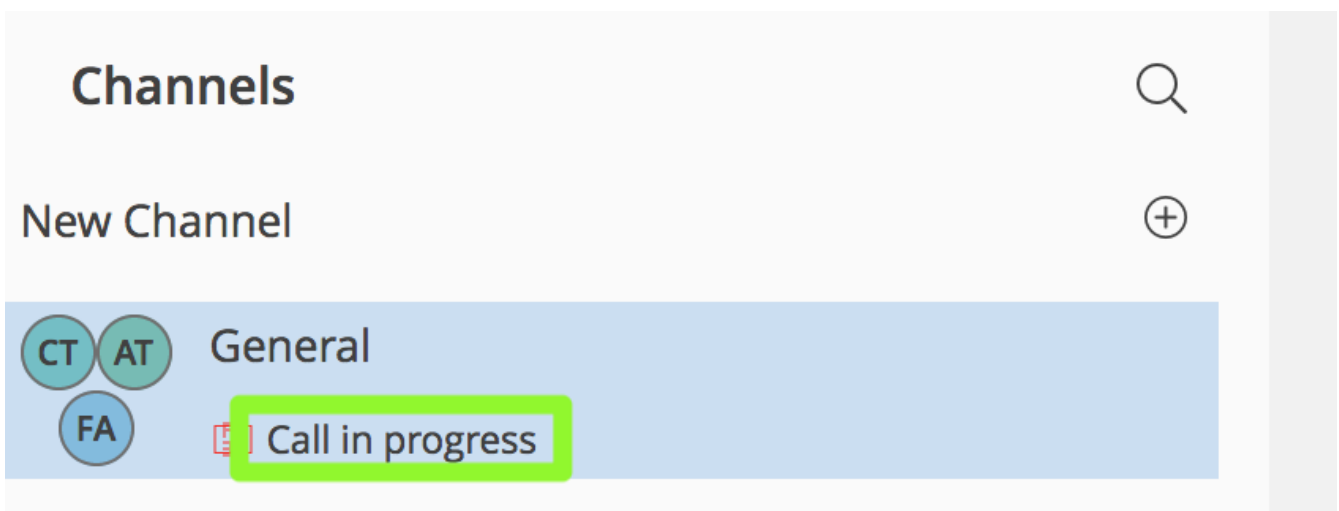 Channels
New Channel
CT AT General
FA Call in progress